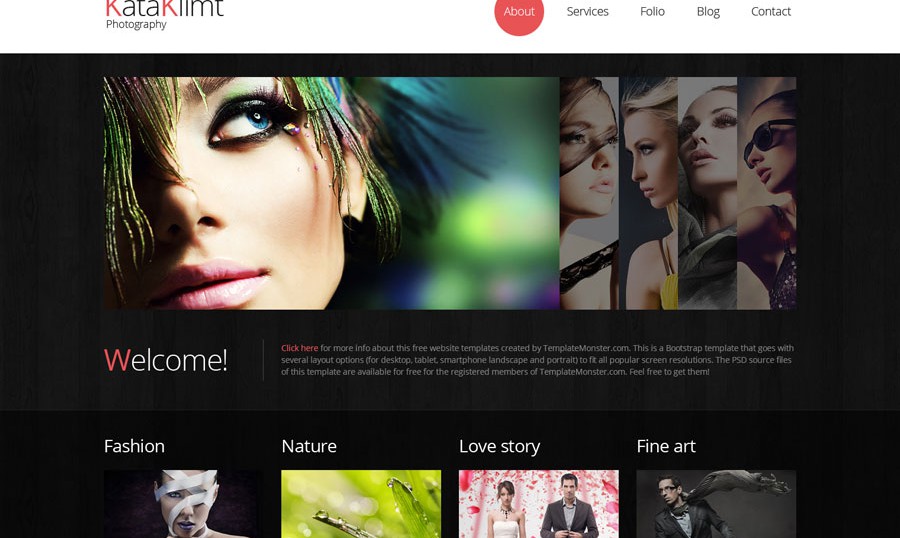 KataKlimt
Photography
About Services Folio Blog Contact
Welcome!
Click here for more info about this free website templates created by TemplateMonster.com. This is a Bootstrap template that goes with
several layout options (for desktop, tablet, smartphone landscape and portrait) to fit all popular screen resolutions. The PSD source files
of this template are available for free for the registered members of TemplateMonster.com. Feel free to get them!
Fashion Nature Love story Fine art